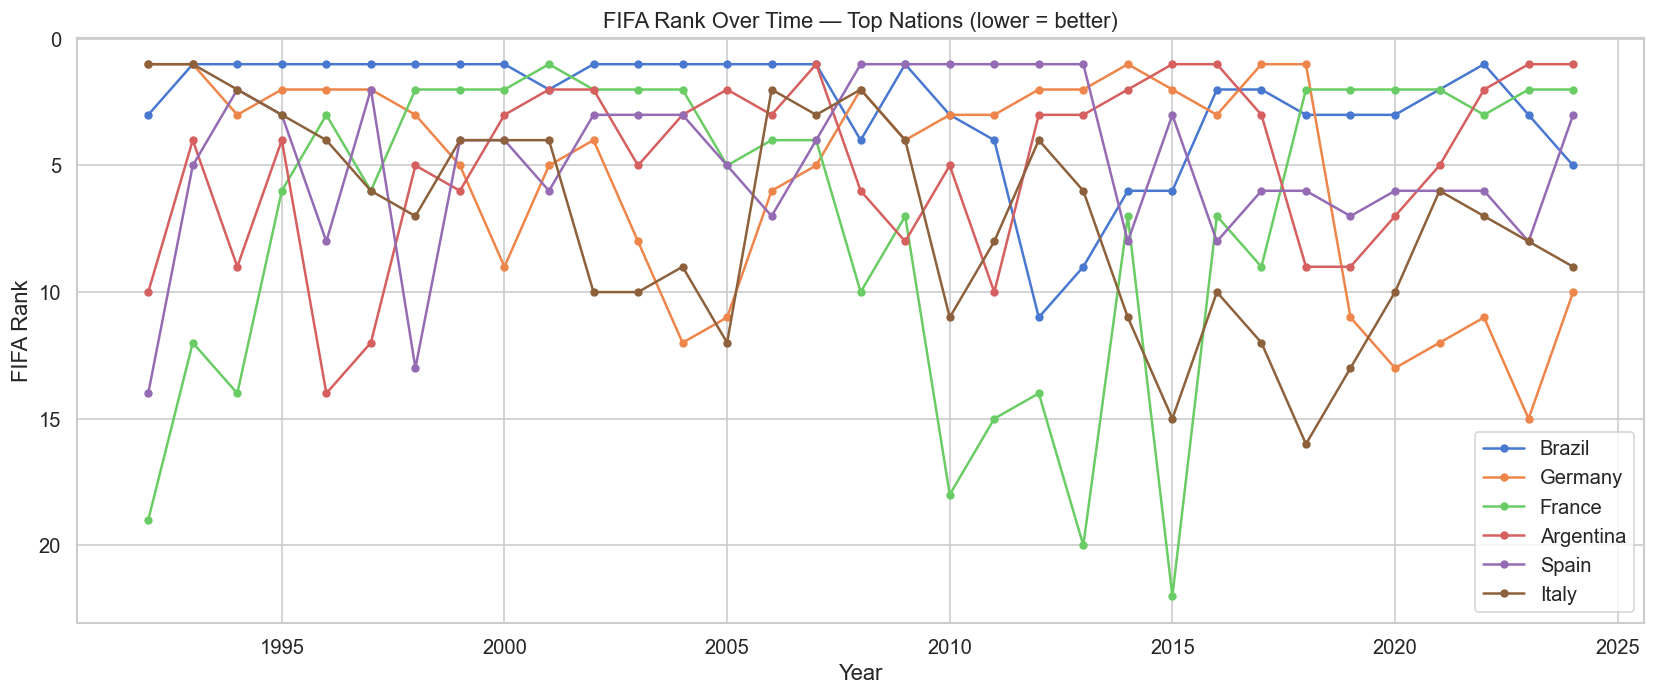 FIFA Rank Over Time — Top Nations (lower = better)
0
5
10
15
20
FIFA Rank
1995
2000
2005
2010
2015
2020
2025
Year
Brazil
Germany
France
Argentina
Spain
Italy